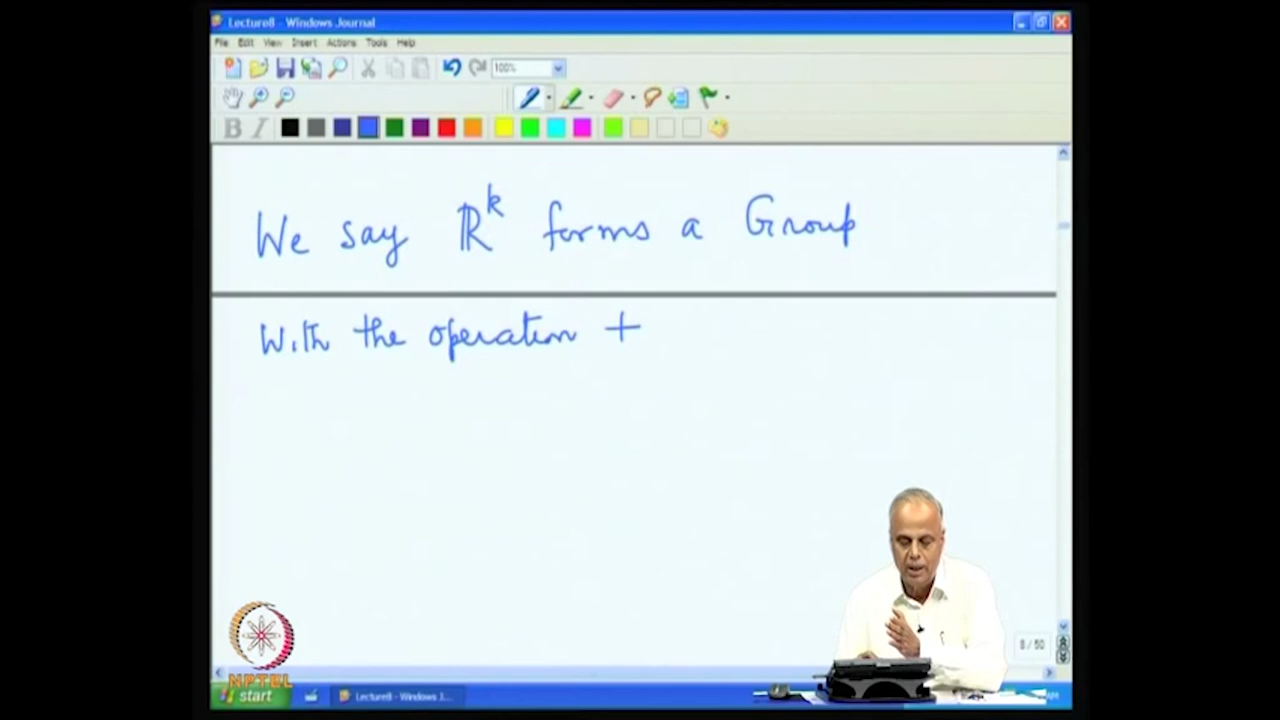 Lecture8 - Windows Journal
File Edit View Insert Actions Tools Help
100%
B I
We say ℝ^k forms a Group
With the operation +
8 / 50
NPTEL
start Lecture8 - Windows J...